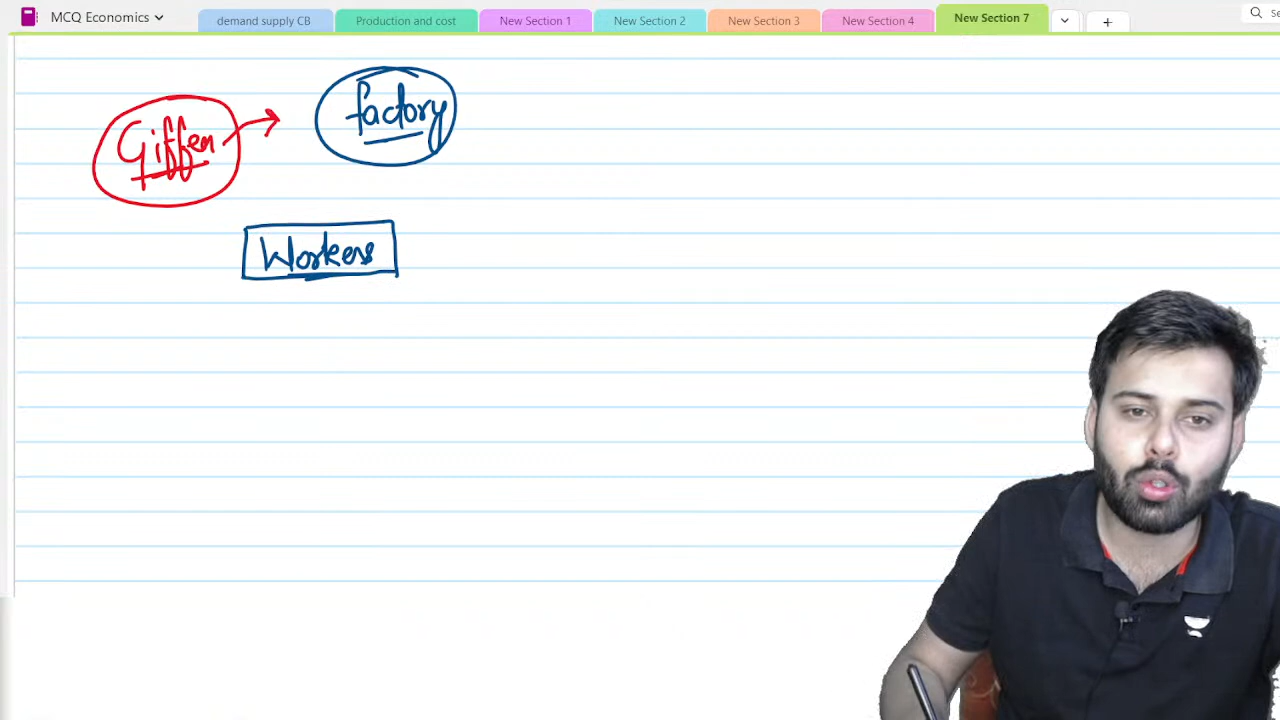 MCQ Economics
demand supply CB
Production and cost
New Section 1
New Section 2
New Section 3
New Section 4
New Section 7
Se
Giffen
factory
Workers